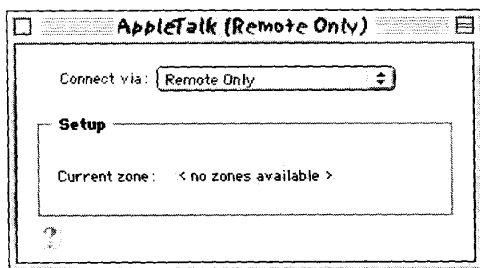 AppleTalk (Remote Only)
Connect via: Remote Only
Setup
Current zone: < no zones available >
?